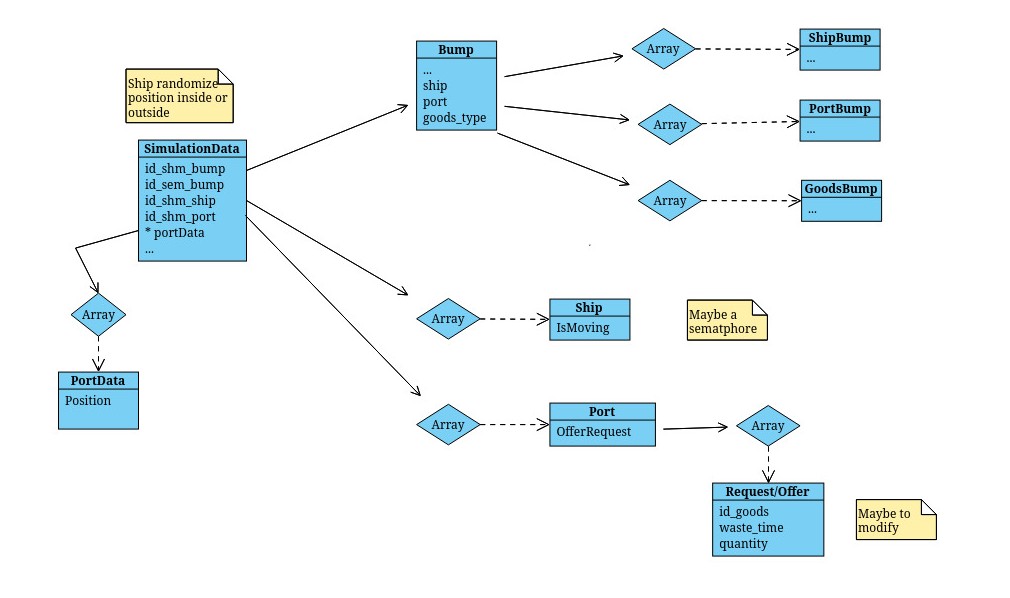 Bump
...
ship
port
goods_type
Array
ShipBump
...
Array
PortBump
...
Array
GoodsBump
...
Ship randomize
position inside or
outside
SimulationData
id_shm_bump
id_sem_bump
id_shm_ship
id_shm_port
* portData
...
Array
PortData
Position
Array
Ship
IsMoving
Maybe a
sematphore
Array
Port
OfferRequest
Array
Request/Offer
id_goods
waste_time
quantity
Maybe to
modify